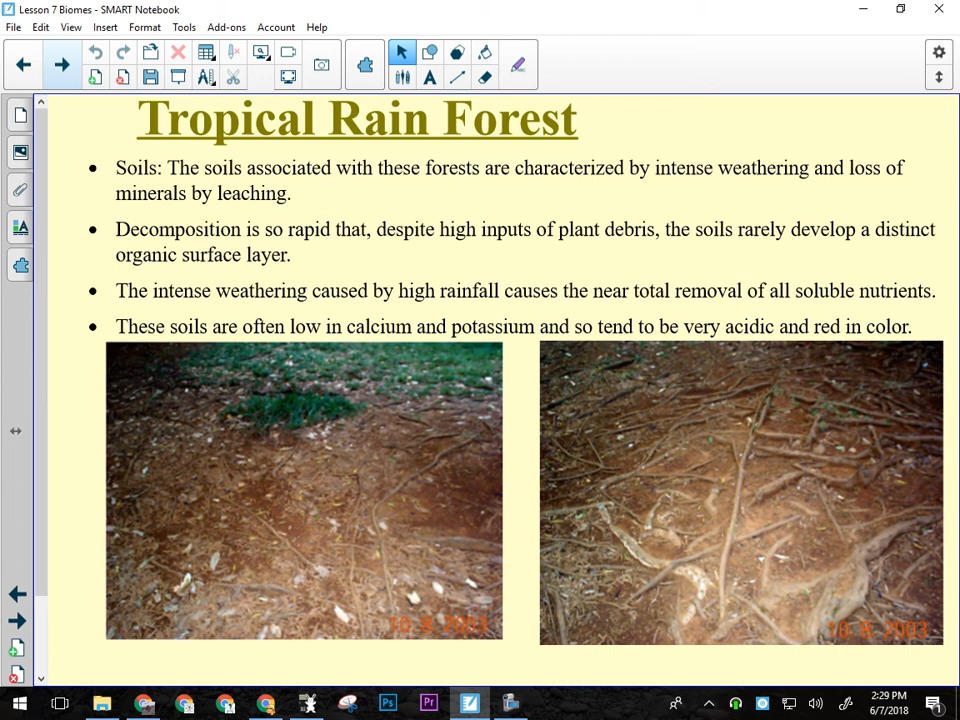 Lesson 7 Biomes - SMART Notebook
File Edit View Insert Format Tools Add-ons Account Help
Tropical Rain Forest
• Soils: The soils associated with these forests are characterized by intense weathering and loss of
minerals by leaching.
• Decomposition is so rapid that, despite high inputs of plant debris, the soils rarely develop a distinct
organic surface layer.
• The intense weathering caused by high rainfall causes the near total removal of all soluble nutrients.
• These soils are often low in calcium and potassium and so tend to be very acidic and red in color.
10 8 2003
10 8 2003
Ps
Pr
2:29 PM
6/7/2018
1